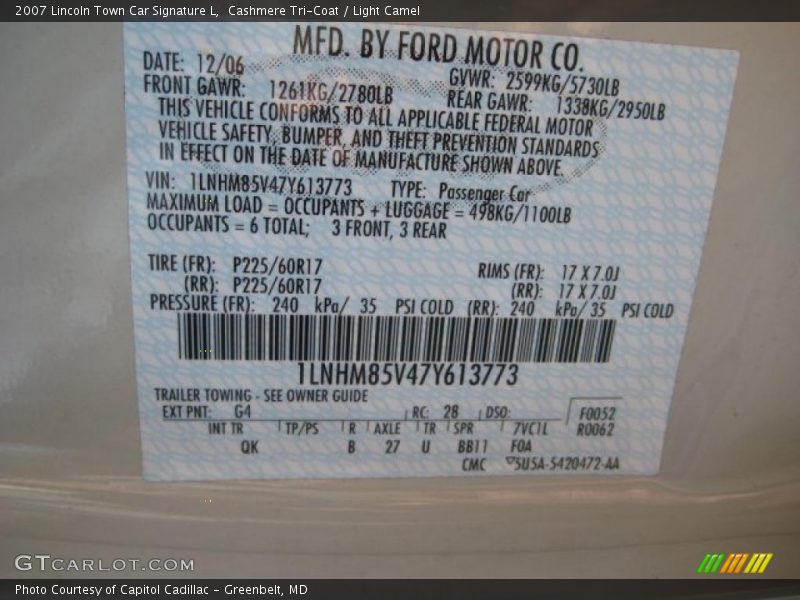 2007 Lincoln Town Car Signature L, Cashmere Tri-Coat / Light Camel
MFD. BY FORD MOTOR CO.
DATE: 12/06 GVWR: 2599KG/5730LB
FRONT GAWR: 1261KG/2780LB REAR GAWR: 1338KG/2950LB
THIS VEHICLE CONFORMS TO ALL APPLICABLE FEDERAL MOTOR
VEHICLE SAFETY, BUMPER, AND THEFT PREVENTION STANDARDS
IN EFFECT ON THE DATE OF MANUFACTURE SHOWN ABOVE.
VIN: 1LNHM85V47Y613773 TYPE: Passenger Car
MAXIMUM LOAD = OCCUPANTS + LUGGAGE = 498KG/1100LB
OCCUPANTS = 6 TOTAL; 3 FRONT, 3 REAR
TIRE (FR): P225/60R17 RIMS (FR): 17 X 7.0J
(RR): P225/60R17 (RR): 17 X 7.0J
PRESSURE (FR): 240 kPa/ 35 PSI COLD (RR): 240 kPa/ 35 PSI COLD
1LNHM85V47Y613773
TRAILER TOWING - SEE OWNER GUIDE
EXT PNT: G4 RC: 28 DSO: F0052
INT TR TP/PS R AXLE TR SPR 7VC1L R0062
QK B 27 U BB11 FOA
CMC 5U5A-5420472-AA
GTCARLOT.COM
Photo Courtesy of Capitol Cadillac - Greenbelt, MD